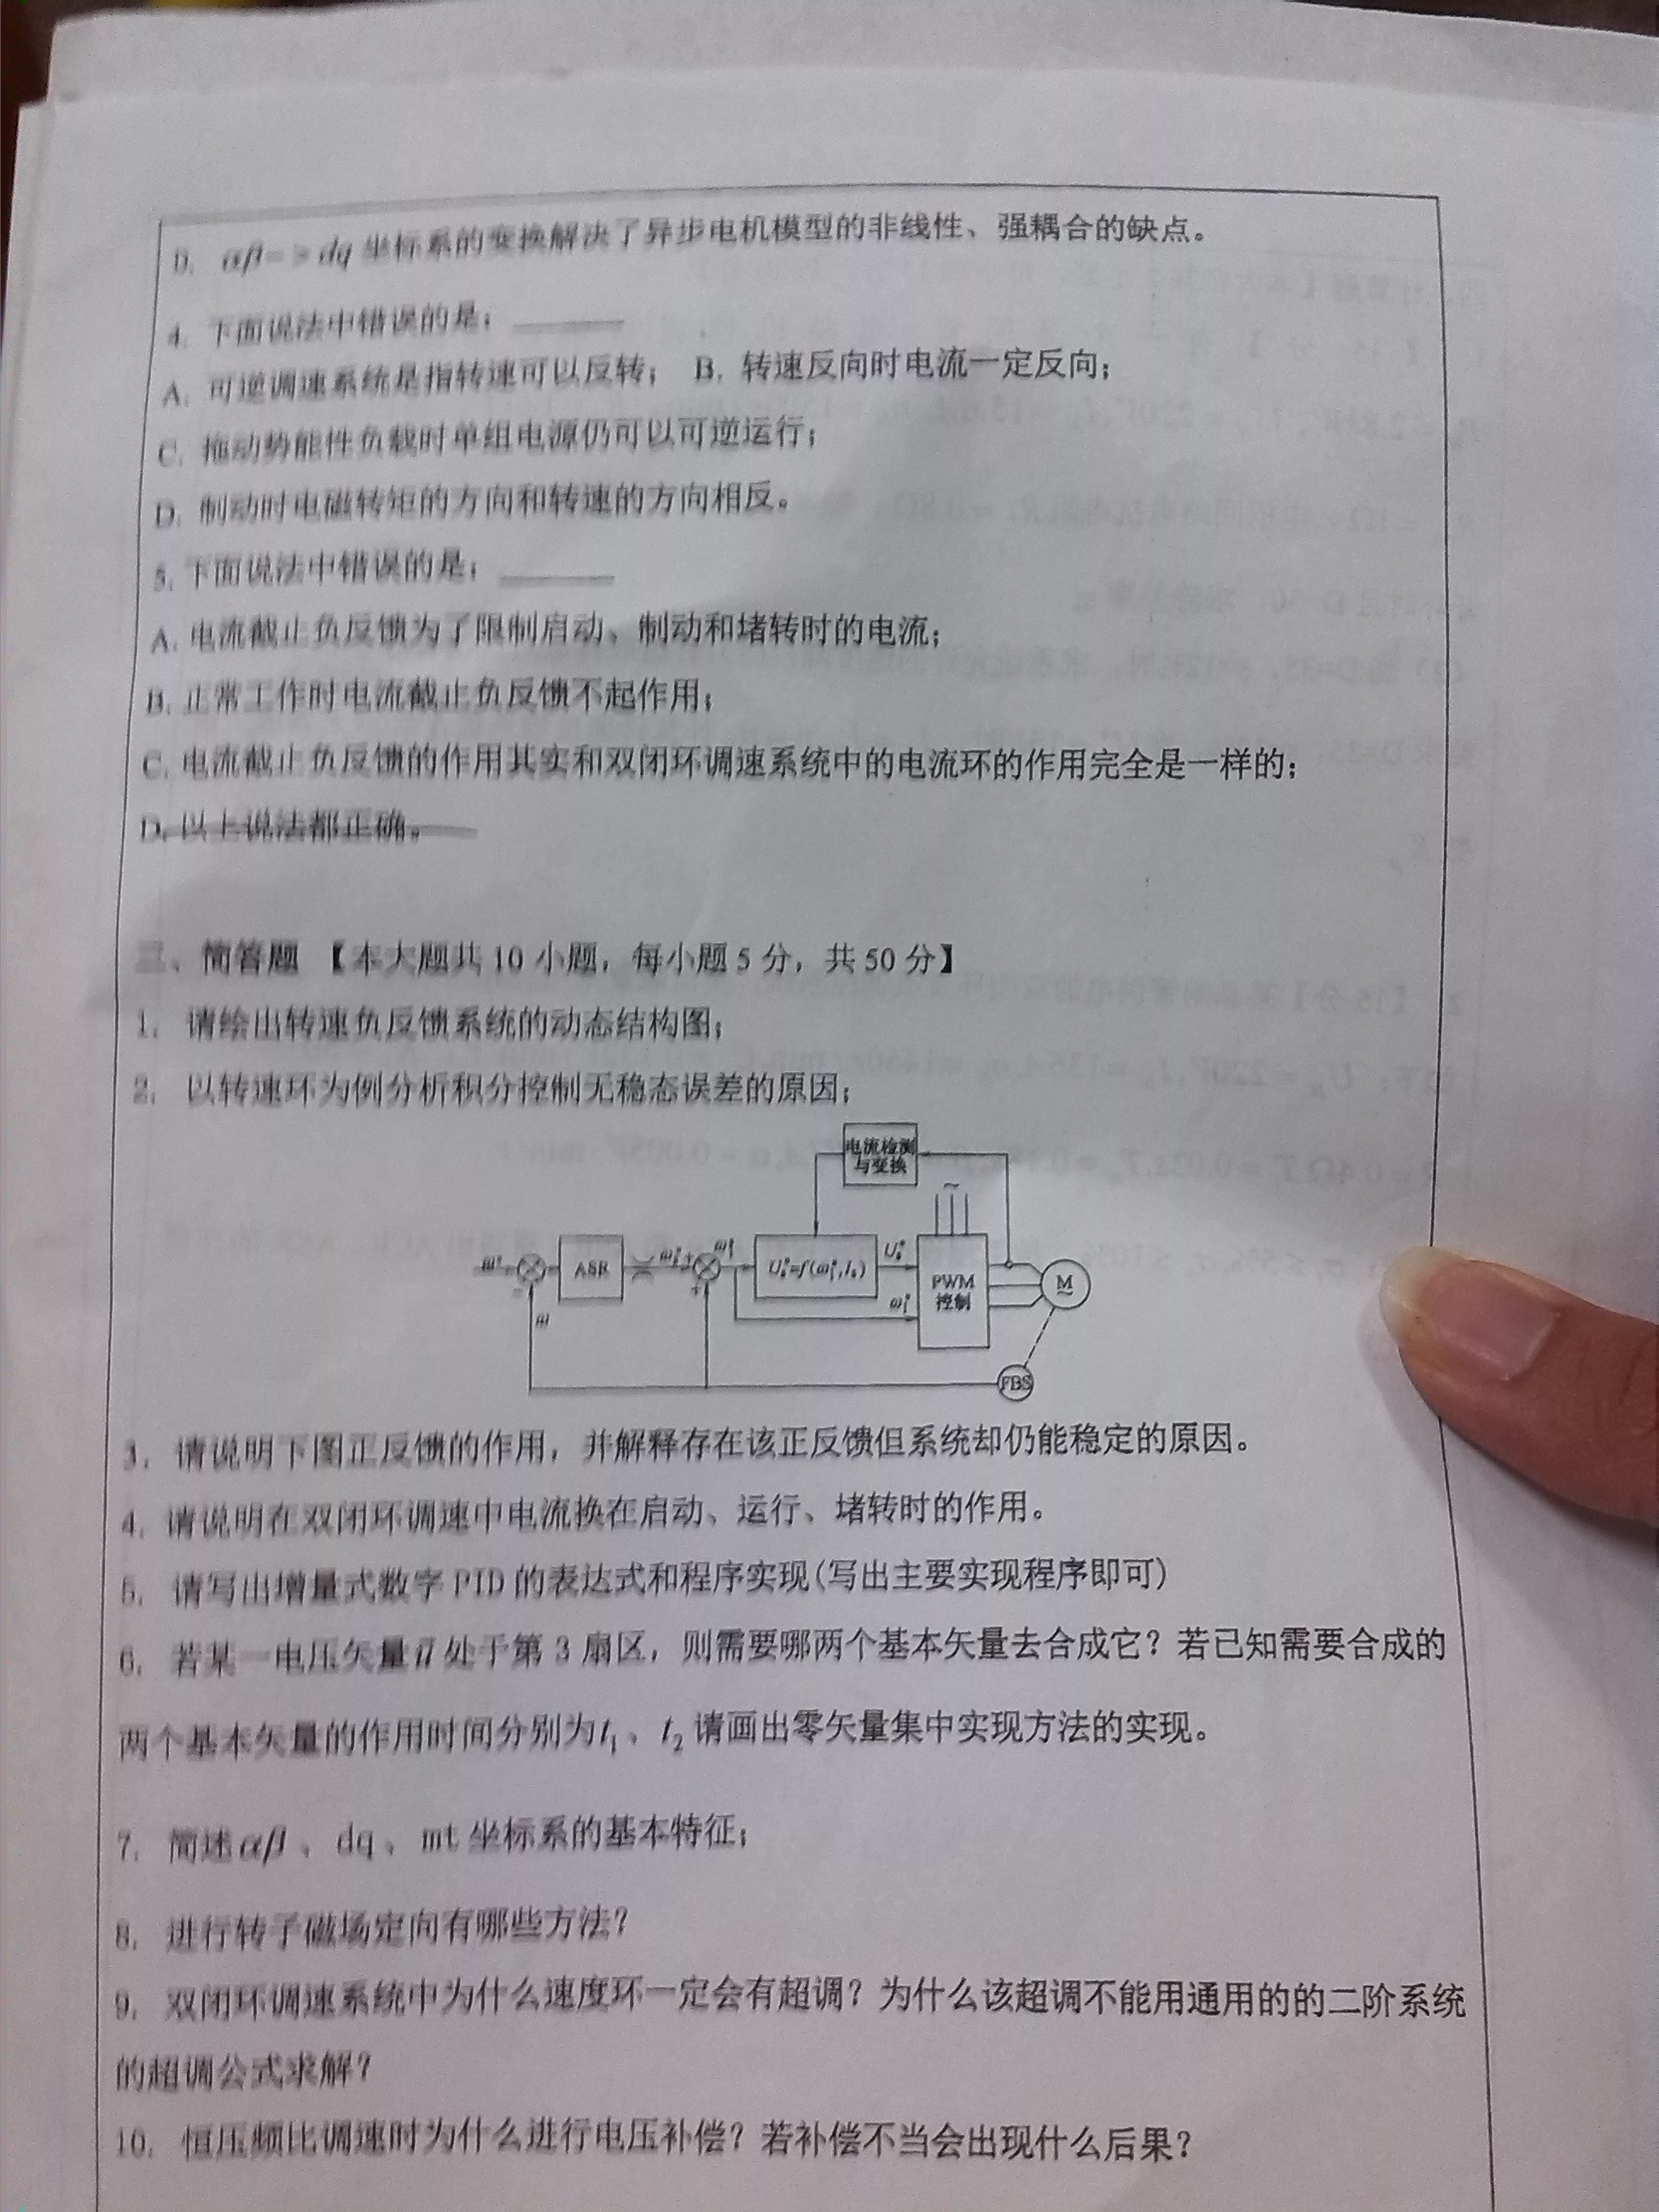 D. αβ=>dq 坐标系的变换解决了异步电机模型的非线性、强耦合的缺点。
4. 下面说法中错误的是:______
A. 可逆调速系统是指转速可以反转; B. 转速反向时电流一定反向;
C. 拖动势能性负载时单组电源仍可以可逆运行;
D. 制动时电磁转矩的方向和转速的方向相反。
5. 下面说法中错误的是:______
A. 电流截止负反馈为了限制启动、制动和堵转时的电流;
B. 正常工作时电流截止负反馈不起作用;
C. 电流截止负反馈的作用其实和双闭环调速系统中的电流环的作用完全是一样的;
D. 以上说法都正确。
三、简答题 【本大题共 10 小题,每小题 5 分,共 50 分】
1. 请绘出转速负反馈系统的动态结构图;
2. 以转速环为例分析积分控制无稳态误差的原因;
电流检测
与变换
~
ω* - ASR ωs*+ + ω1* Us*=f(ω1*,Is) Us* ω1* PWM
控制
M
~
ω
FBS
3. 请说明下图正反馈的作用,并解释存在该正反馈但系统却仍能稳定的原因。
4. 请说明在双闭环调速中电流换在启动、运行、堵转时的作用。
5. 请写出增量式数字 PID 的表达式和程序实现(写出主要实现程序即可)
6. 若某一电压矢量 u⃗ 处于第 3 扇区,则需要哪两个基本矢量去合成它?若已知需要合成的
两个基本矢量的作用时间分别为 t₁、t₂ 请画出零矢量集中实现方法的实现。
7. 简述 αβ、dq、mt 坐标系的基本特征;
8. 进行转子磁场定向有哪些方法?
9. 双闭环调速系统中为什么速度环一定会有超调?为什么该超调不能用通用的的二阶系统
的超调公式求解?
10. 恒压频比调速时为什么进行电压补偿?若补偿不当会出现什么后果?